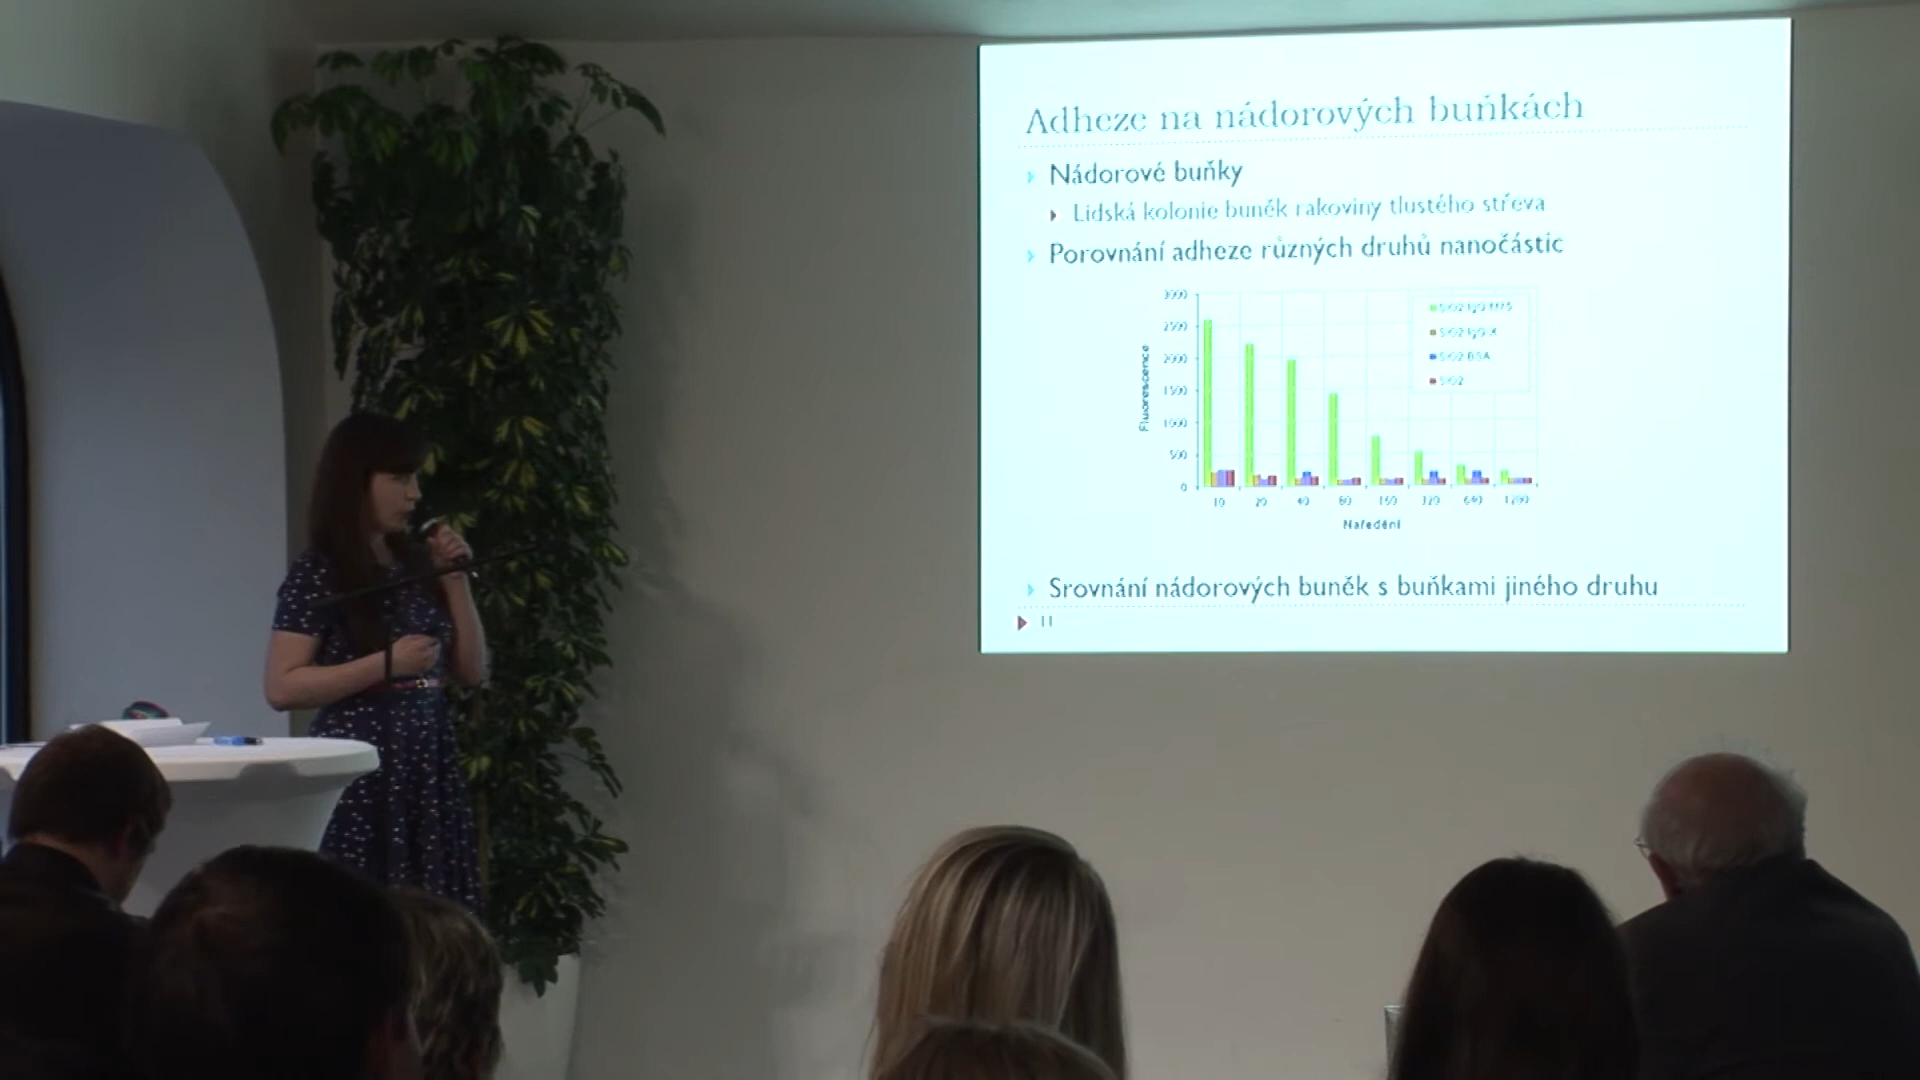 Adheze na nádorových buňkách
Nádorové buňky
Lidská kolonie buněk rakoviny tlustého střeva
Porovnání adheze různých druhů nanočástic
3000
2500
2000
1500
1000
500
0
Fluorescence
SiO2 BSA
SiO2
10 20 40 80 160 320 640 1280
Naředění
Srovnání nádorových buněk s buňkami jiného druhu
11